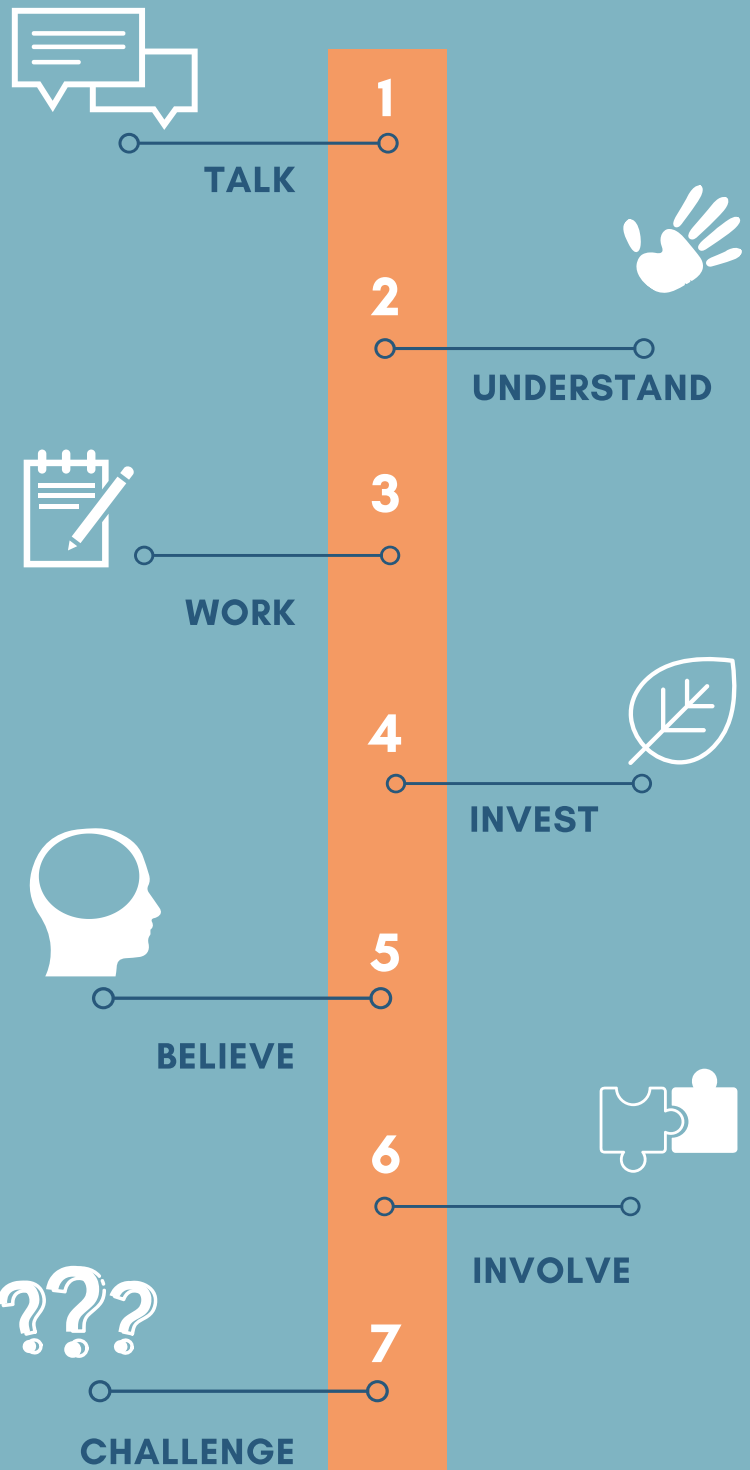 1
TALK
2
UNDERSTAND
3
WORK
4
INVEST
5
BELIEVE
6
INVOLVE
7
CHALLENGE